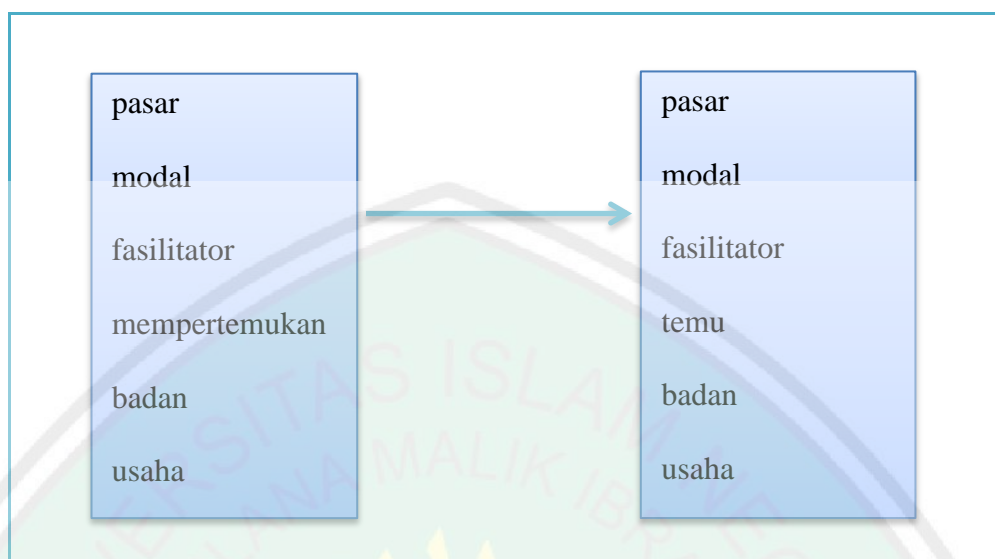 pasar
modal
fasilitator
mempertemukan
badan
usaha
pasar
modal
fasilitator
temu
badan
usaha